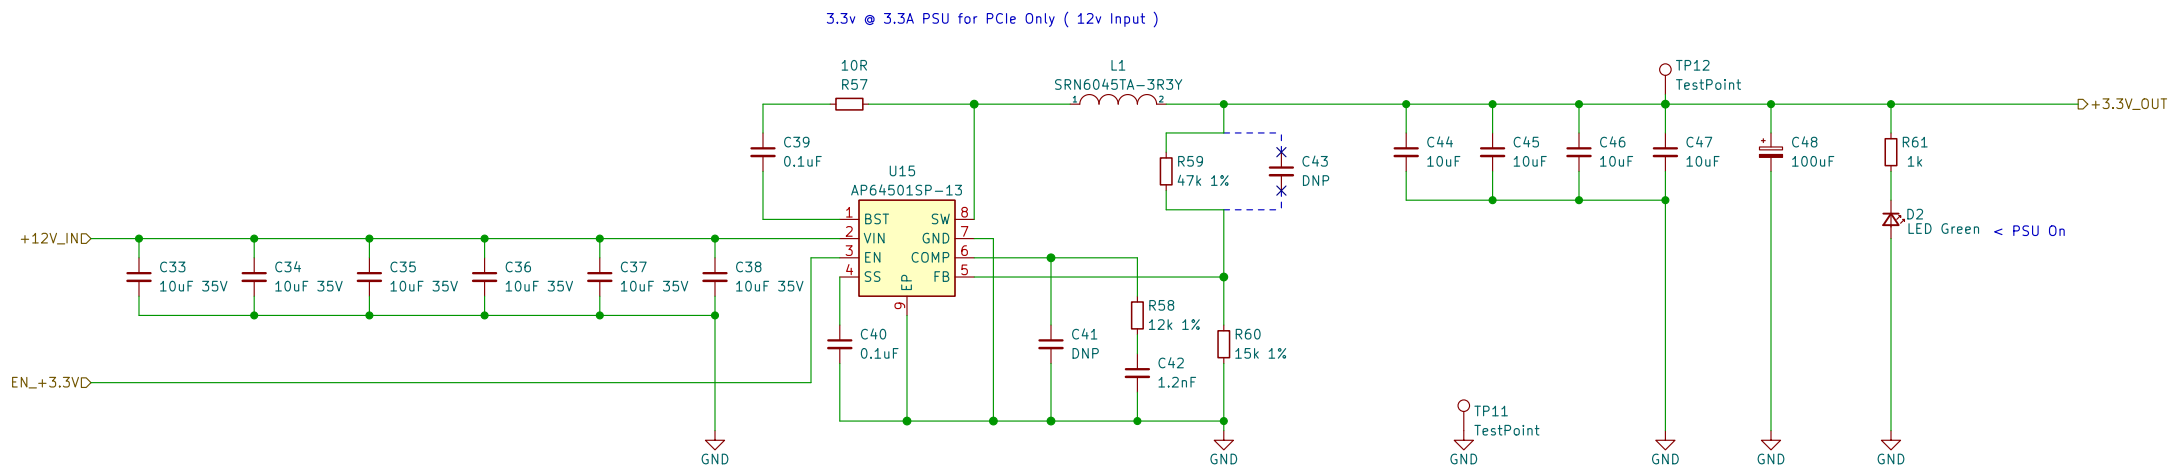 3.3v @ 3.3A PSU for PCIe Only ( 12v Input )
10R
R57
L1
SRN6045TA-3R3Y
1
2
TP12
TestPoint
+3.3V_OUT
C39
0.1uF
R59
47k 1%
C43
DNP
C44
10uF
C45
10uF
C46
10uF
C47
10uF
+
C48
100uF
R61
1k
U15
AP64501SP-13
1
BST
SW
8
2
VIN
GND
7
3
EN
COMP
6
4
SS
FB
5
EP
9
D2
LED Green
< PSU On
+12V_IN
C33
10uF 35V
C34
10uF 35V
C35
10uF 35V
C36
10uF 35V
C37
10uF 35V
C38
10uF 35V
R58
12k 1%
C40
0.1uF
C41
DNP
R60
15k 1%
C42
1.2nF
EN_+3.3V
TP11
TestPoint
GND
GND
GND
GND
GND
GND